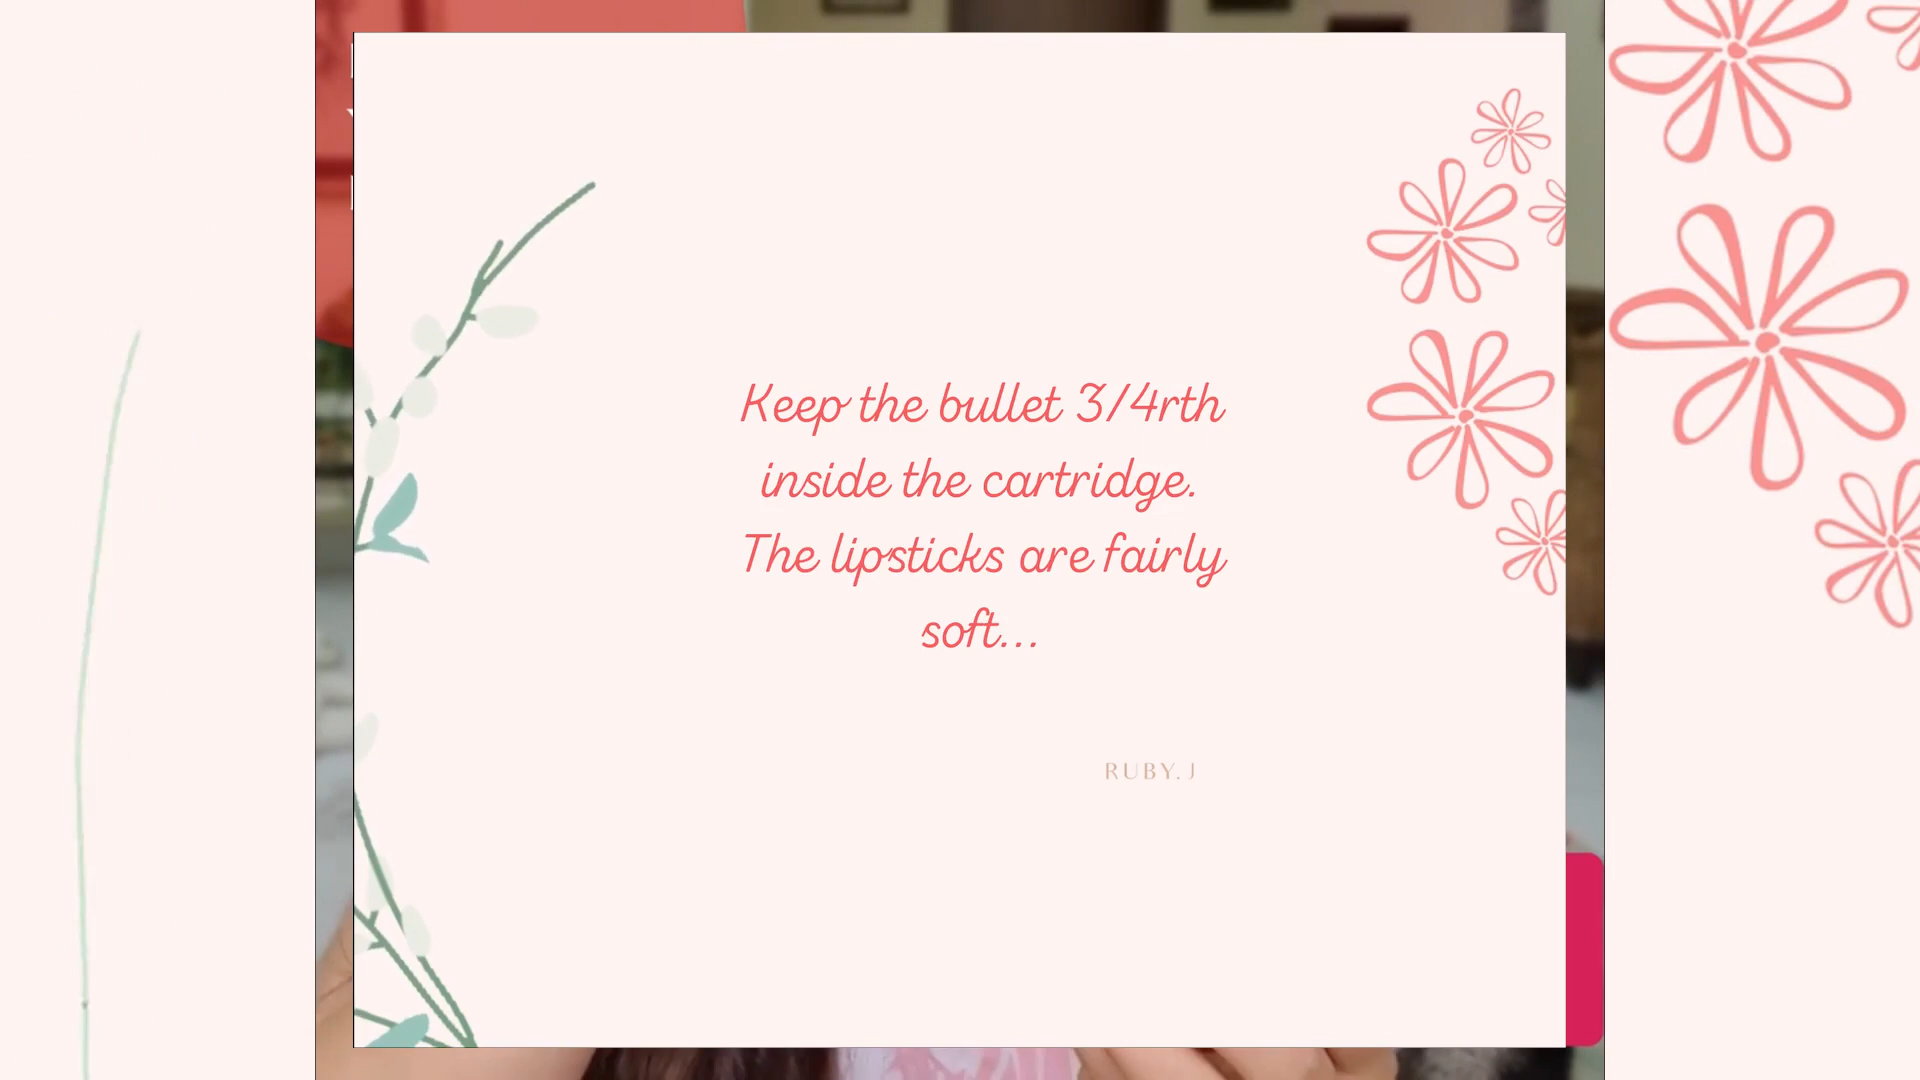 Keep the bullet 3/4rth
inside the cartridge.
The lipsticks are fairly
soft...
RUBY. J